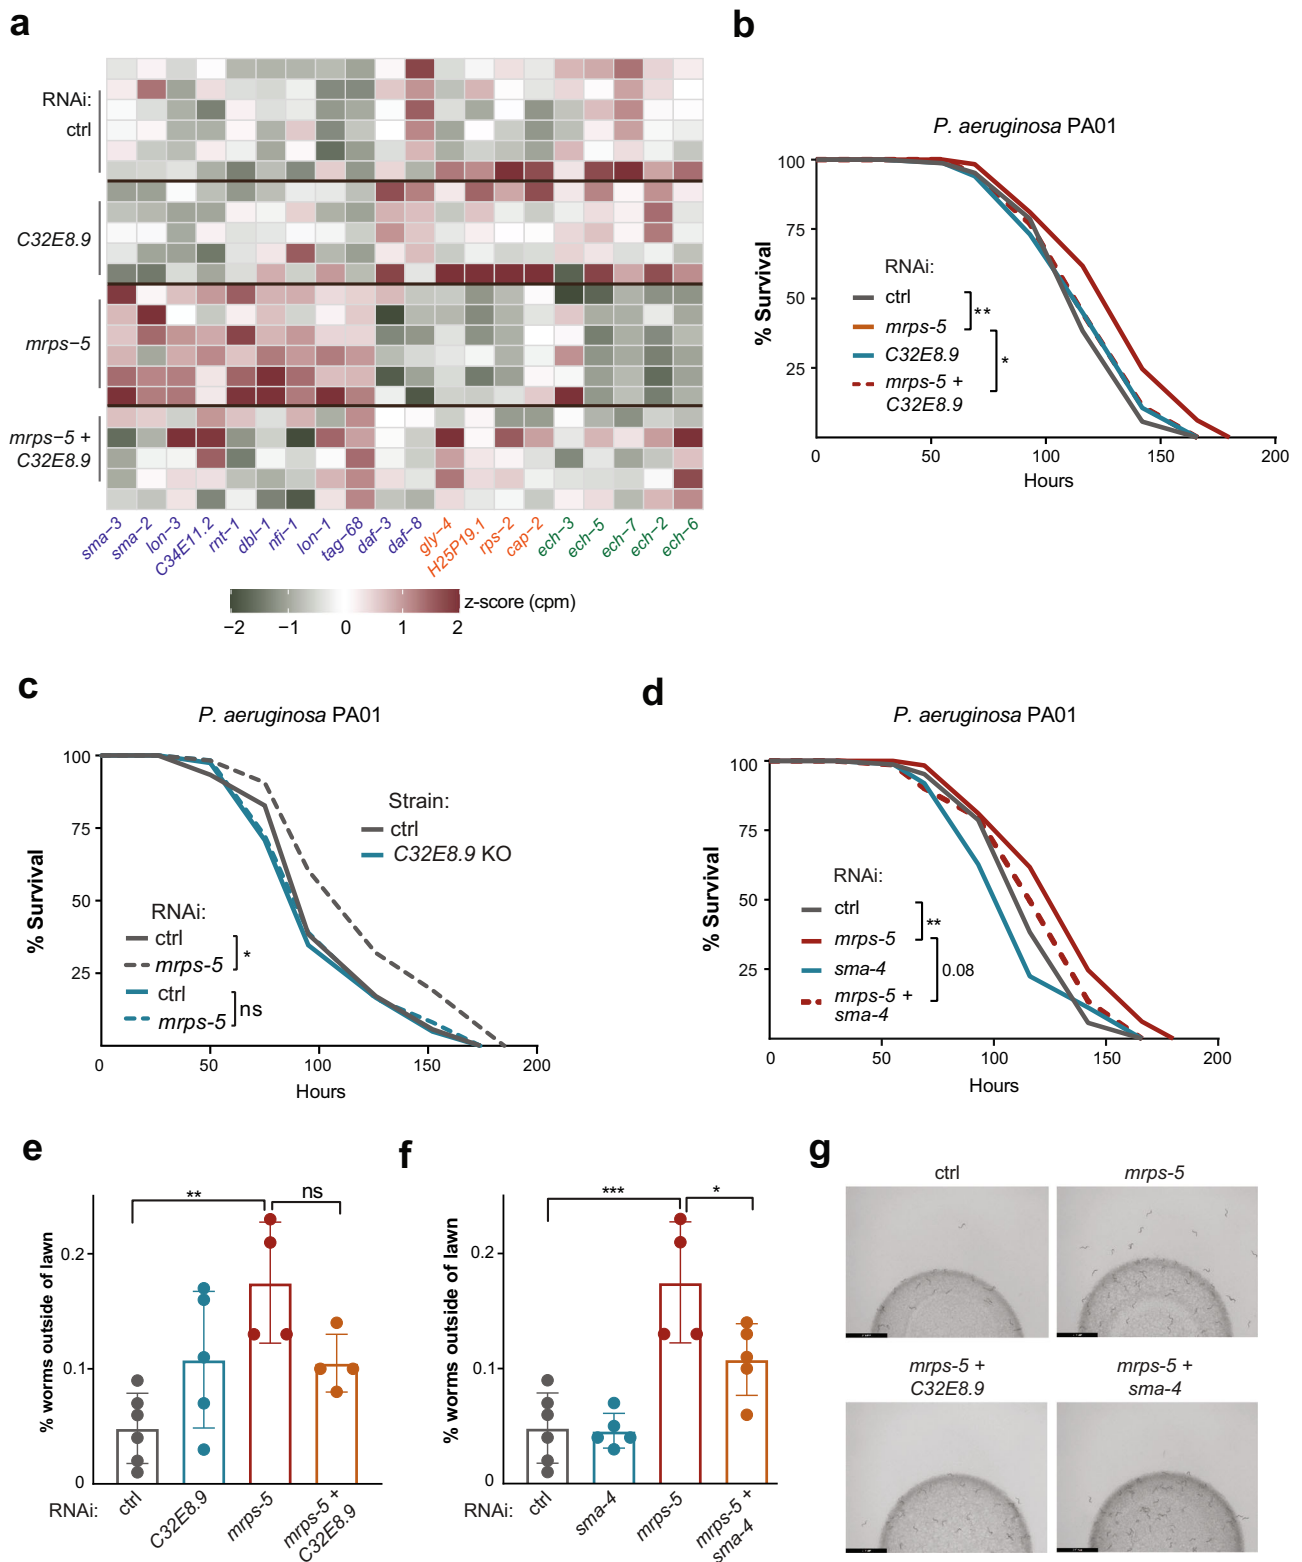 a
RNAi:
ctrl
C32E8.9
mrps−5
mrps−5 +
C32E8.9
sma−3
sma−2
lon−3
C34E11.2
rnt−1
dbl−1
nfi−1
lon−1
tag−68
daf−3
daf−8
gly−4
H25P19.1
rps−2
cap−2
ech−3
ech−5
ech−7
ech−2
ech−6
z-score (cpm)
−2 −1 0 1 2
b
P. aeruginosa PA01
% Survival
100
75
50
25
0 50 100 150 200
Hours
RNAi:
ctrl
mrps-5
C32E8.9
mrps-5 +
C32E8.9
**
*
c
P. aeruginosa PA01
% Survival
100
75
50
25
0 50 100 150 200
Hours
Strain:
ctrl
C32E8.9 KO
RNAi:
ctrl
mrps-5
ctrl
mrps-5
*
ns
d
P. aeruginosa PA01
% Survival
100
75
50
25
0 50 100 150 200
Hours
RNAi:
ctrl
mrps-5
sma-4
mrps-5 +
sma-4
**
0.08
e
% worms outside of lawn
0.2
0.1
0
** ns
RNAi:
ctrl
C32E8.9
mrps-5
mrps-5 +
C32E8.9
f
% worms outside of lawn
0.2
0.1
0
*** *
RNAi:
ctrl
sma-4
mrps-5
mrps-5 +
sma-4
g
ctrl
mrps-5
mrps-5 +
C32E8.9
mrps-5 +
sma-4